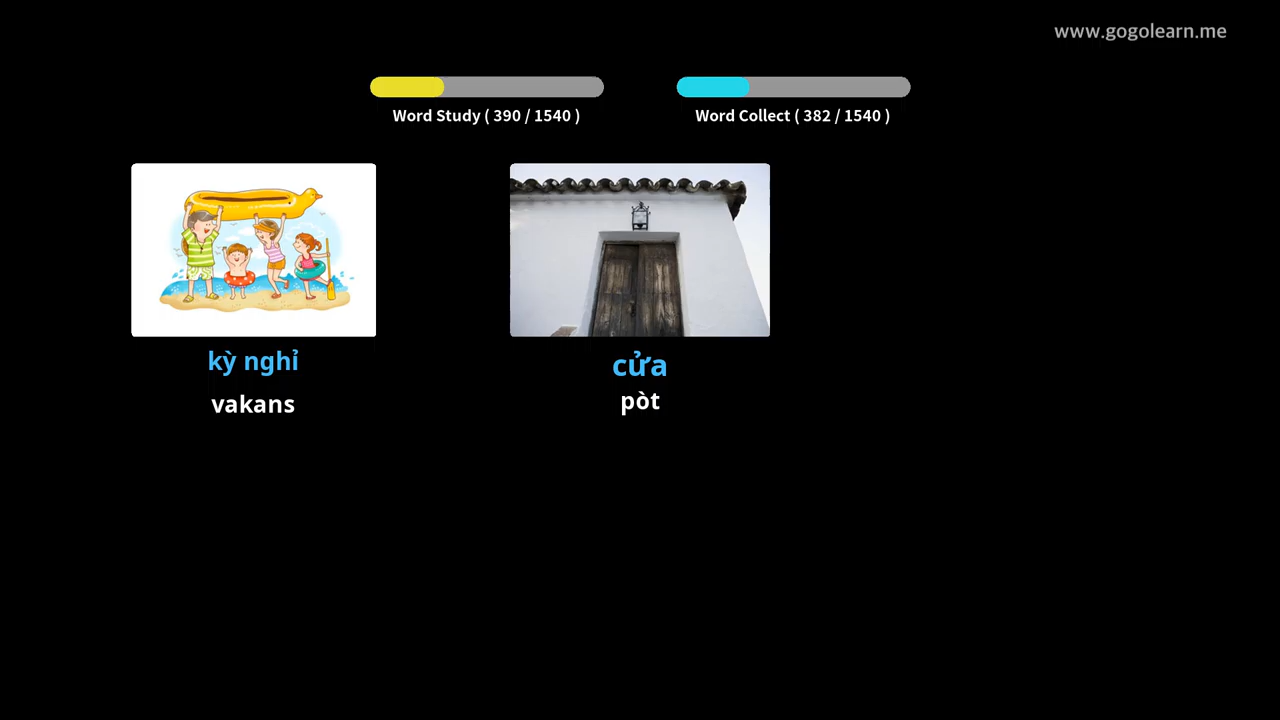 www.gogolearn.me
Word Study ( 390 / 1540 )
Word Collect ( 382 / 1540 )
kỳ nghỉ
vakans
cửa
pòt